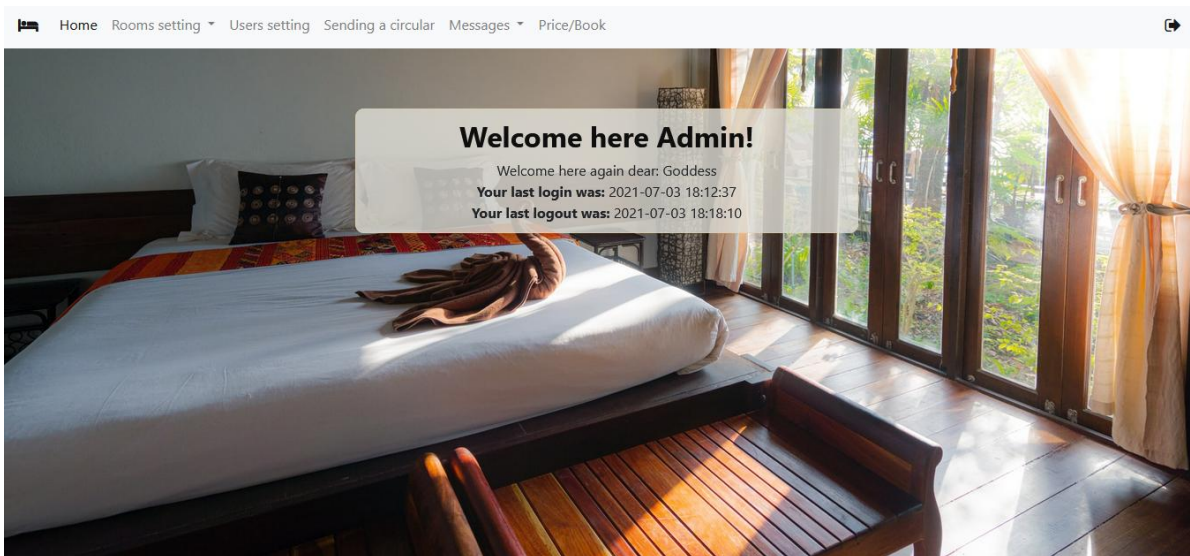 Home Rooms setting Users setting Sending a circular Messages Price/Book
Welcome here Admin!
Welcome here again dear: Goddess
Your last login was: 2021-07-03 18:12:37
Your last logout was: 2021-07-03 18:18:10